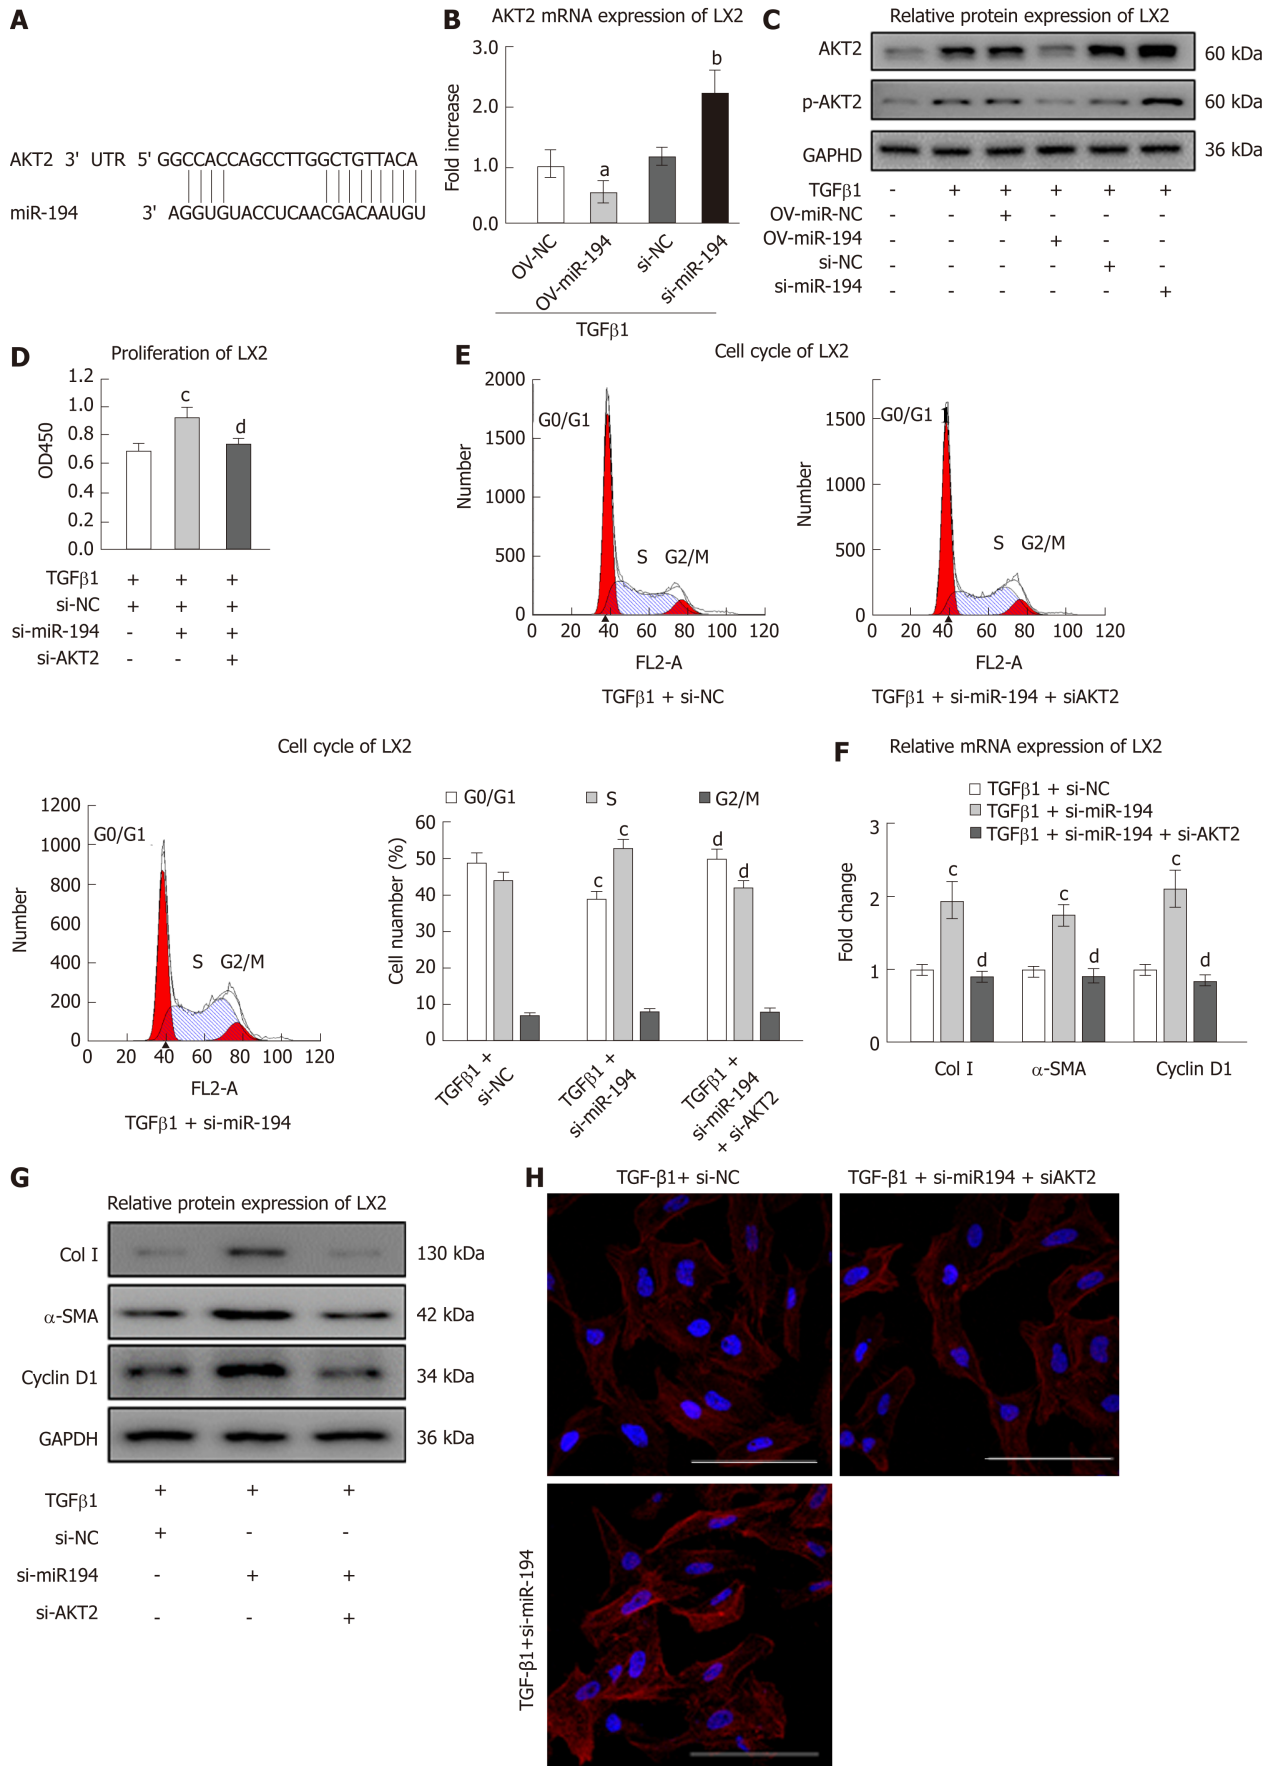 A
AKT2 3' UTR 5' GGCCACCAGCCTTGGCTGTTACA
miR-194 3' AGGUGUACCUCAACGACAAUGU
B
AKT2 mRNA expression of LX2
Fold increase
3.0
2.0
1.0
0.0
a
b
OV-NC
OV-miR-194
si-NC
si-miR-194
TGFβ1
C
Relative protein expression of LX2
AKT2 60 kDa
p-AKT2 60 kDa
GAPHD 36 kDa
TGFβ1 - + + + + +
OV-miR-NC - - + - - -
OV-miR-194 - - - + - -
si-NC - - - - + -
si-miR-194 - - - - - +
D
Proliferation of LX2
OD450
1.2
1.0
0.8
0.6
0.4
0.2
0.0
c
d
TGFβ1 + + +
si-NC + + +
si-miR-194 - + +
si-AKT2 - - +
E
Cell cycle of LX2
Number
2000
1500
1000
500
0
G0/G1
S G2/M
0 20 40 60 80 100 120
FL2-A
TGFβ1 + si-NC
Number
1500
1000
500
0
G0/G1
S G2/M
0 20 40 60 80 100 120
FL2-A
TGFβ1 + si-miR-194 + siAKT2
Cell cycle of LX2
Number
1200
1000
800
600
400
200
0
G0/G1
S G2/M
0 20 40 60 80 100 120
FL2-A
TGFβ1 + si-miR-194
G0/G1 S G2/M
Cell nuamber (%)
60
50
40
30
20
10
0
c
c
d
d
TGFβ1 +
si-NC
TGFβ1 +
si-miR-194
TGFβ1 +
si-miR-194
+ si-AKT2
F
Relative mRNA expression of LX2
TGFβ1 + si-NC
TGFβ1 + si-miR-194
TGFβ1 + si-miR-194 + si-AKT2
Fold change
3
2
1
0
c
d
c
d
c
d
Col I α-SMA Cyclin D1
G
Relative protein expression of LX2
Col I 130 kDa
α-SMA 42 kDa
Cyclin D1 34 kDa
GAPDH 36 kDa
TGFβ1 + + +
si-NC + - -
si-miR194 - + +
si-AKT2 - - +
H
TGF-β1+ si-NC
TGF-β1 + si-miR194 + siAKT2
TGF-β1+si-miR-194